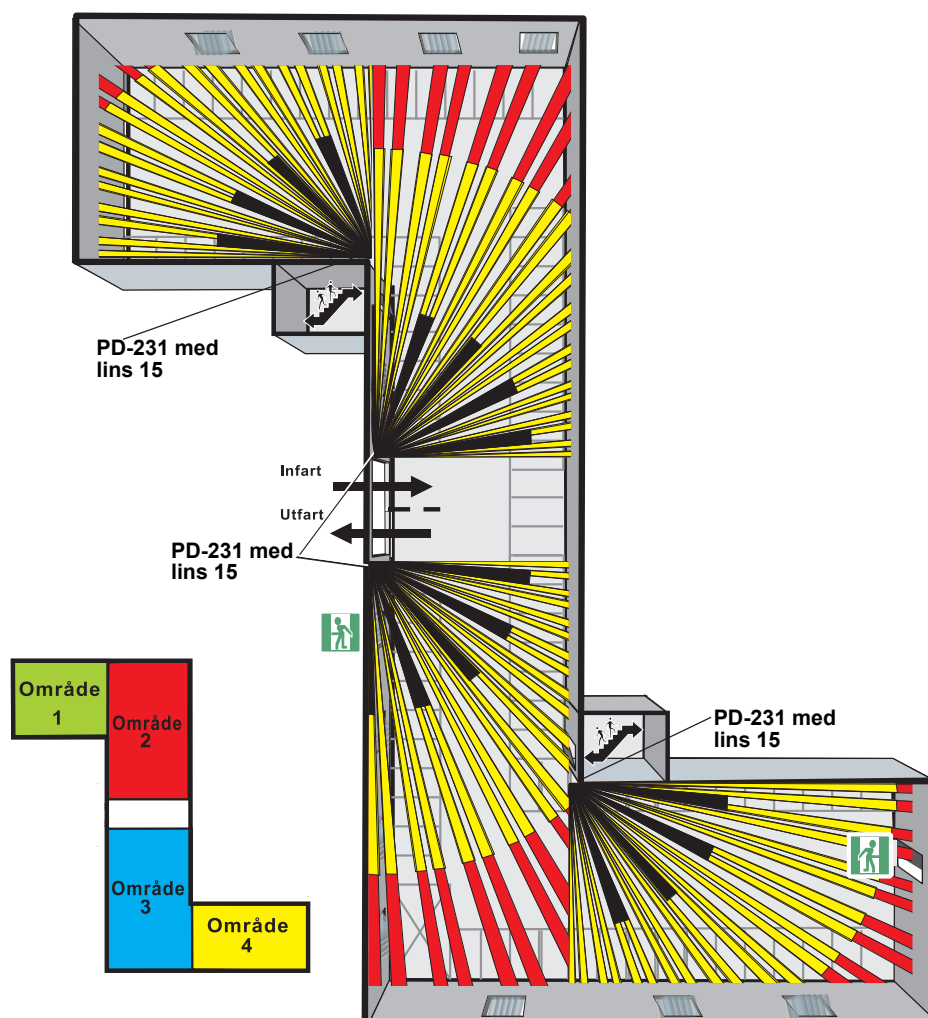 PD-231 med
lins 15
Infart
Utfart
PD-231 med
lins 15
Område
1
Område
2
Område
3
Område
4
PD-231 med
lins 15